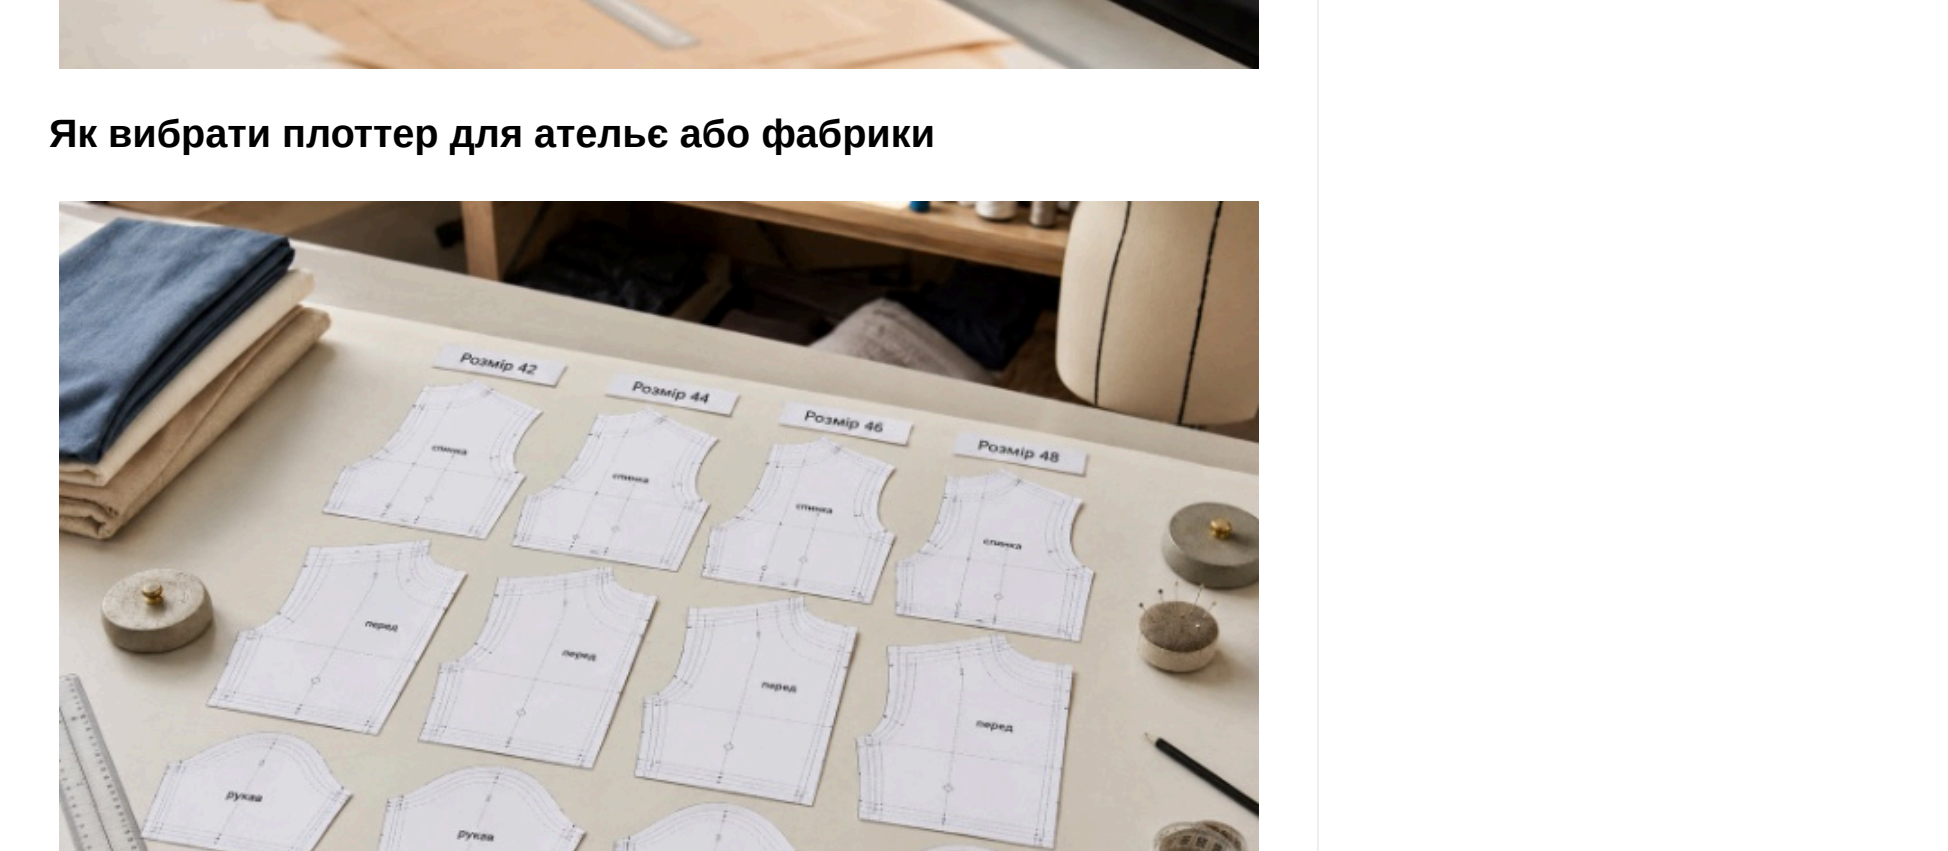 Як вибрати плоттер для ательє або фабрики
Розмір 42
Розмір 44
Розмір 46
Розмір 48
спинка
спинка
спинка
спинка
перед
перед
перед
перед
рукав
рукав